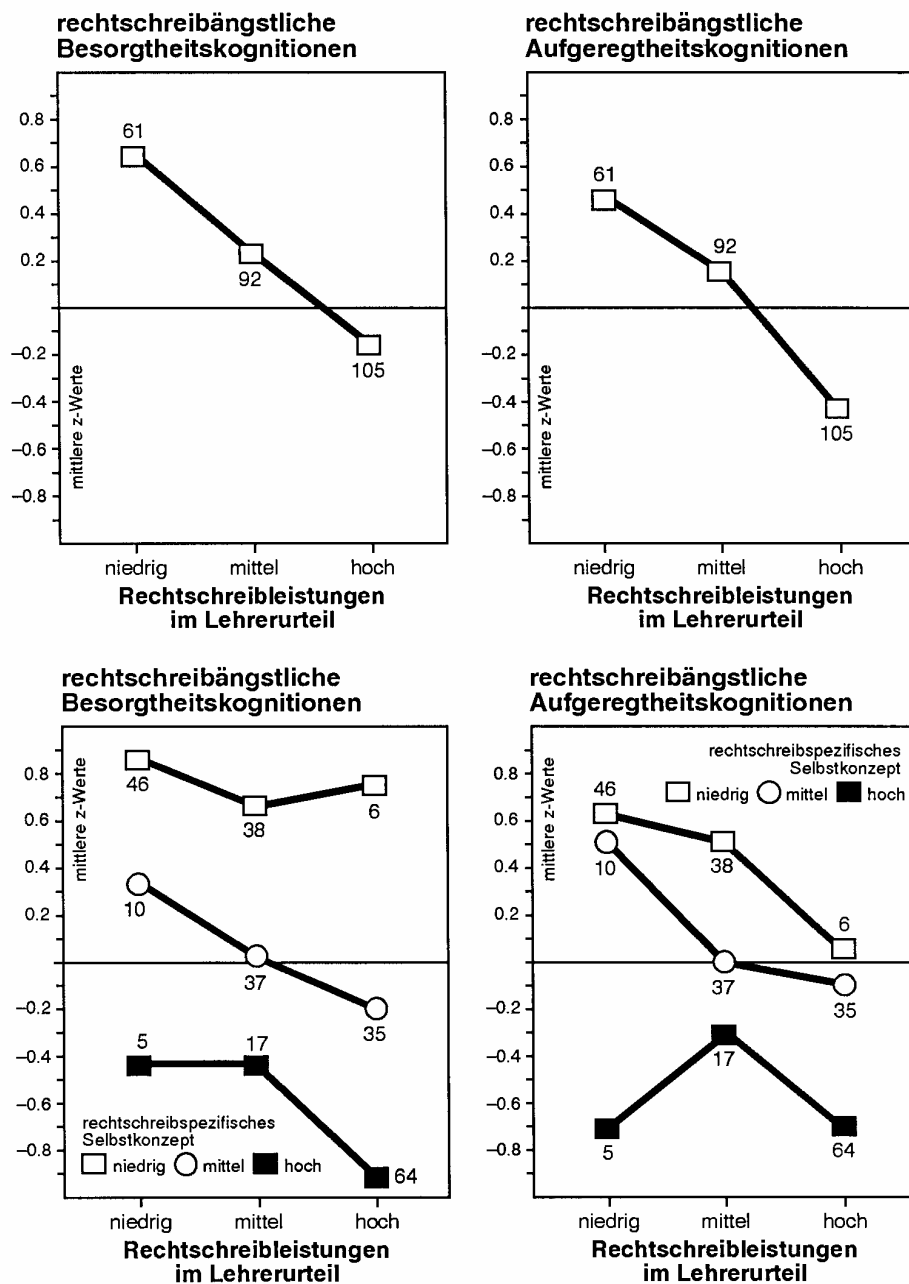 rechtschreibängstliche
Besorgtheitskognitionen
0.8
0.6
0.4
0.2
–0.2
–0.4
–0.6
–0.8
mittlere z-Werte
61
92
105
niedrig mittel hoch
Rechtschreibleistungen
im Lehrerurteil
rechtschreibängstliche
Aufgeregtheitskognitionen
0.8
0.6
0.4
0.2
–0.2
–0.4
–0.6
–0.8
mittlere z-Werte
61
92
105
niedrig mittel hoch
Rechtschreibleistungen
im Lehrerurteil
rechtschreibängstliche
Besorgtheitskognitionen
mittlere z-Werte
0.8
0.6
0.4
0.2
–0.2
–0.4
–0.6
–0.8
46
38
6
10
37
35
5
17
64
rechtschreibspezifisches
Selbstkonzept
niedrig mittel hoch
niedrig mittel hoch
Rechtschreibleistungen
im Lehrerurteil
rechtschreibängstliche
Aufgeregtheitskognitionen
mittlere z-Werte
rechtschreibspezifisches
Selbstkonzept
niedrig mittel hoch
0.8
0.6
0.4
0.2
–0.2
–0.4
–0.6
–0.8
46
38
6
10
37
35
5
17
64
niedrig mittel hoch
Rechtschreibleistungen
im Lehrerurteil